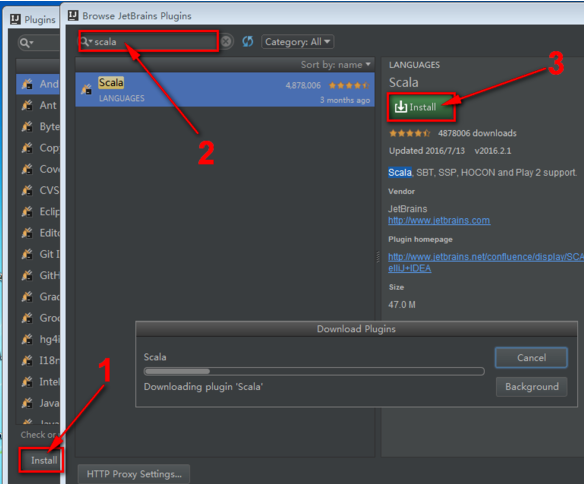 Plugins
Browse JetBrains Plugins
scala
Category: All
Sort by: name
Scala
LANGUAGES
4,878,006
5 months ago
And
Ant
Byte
Cop
Cov
CVS
Eclip
Edito
Git I
GitH
Grac
Groo
hg4i
I18n
Intel
Java
Check or
Install
LANGUAGES
Scala
Install
4878006 downloads
Updated 2016/7/13 v2016.2.1
Scala, SBT, SSP, HOCON and Play 2 support.
Vendor
JetBrains
http://www.jetbrains.com
Plugin homepage
http://www.jetbrains.net/confluence/display/SCA
elliJ+IDEA
Size
47.0 M
Download Plugins
Scala
Cancel
Downloading plugin 'Scala'
Background
HTTP Proxy Settings...
1
2
3